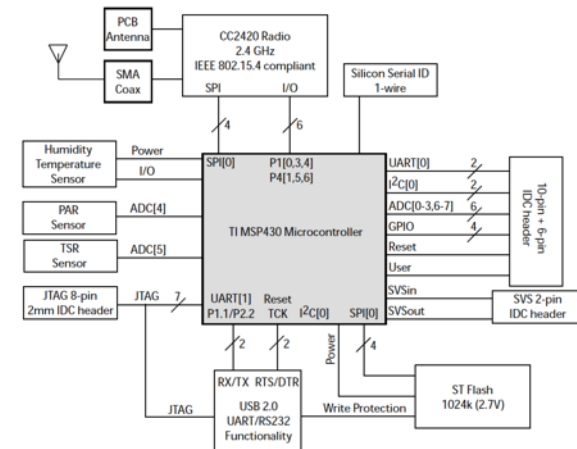 PCB
Antenna
SMA
Coax
CC2420 Radio
2.4 GHz
IEEE 802.15.4 compliant
SPI
I/O
Silicon Serial ID
1-wire
4
6
Humidity
Temperature
Sensor
Power
I/O
SPI[0]
P1[0,3,4]
P4[1,5,6]
UART[0]
2
I²C[0]
2
ADC[0-3,6-7]
6
GPIO
4
Reset
User
10-pin + 6-pin
IDC header
PAR
Sensor
ADC[4]
TI MSP430 Microcontroller
TSR
Sensor
ADC[5]
JTAG 8-pin
2mm IDC header
JTAG
7
UART[1]
P1.1/P2.2
Reset
TCK
I²C[0]
SPI[0]
SVSin
SVSout
SVS 2-pin
IDC header
2
2
Power
4
RX/TX
RTS/DTR
USB 2.0
UART/RS232
Functionality
JTAG
Write Protection
ST Flash
1024k (2.7V)